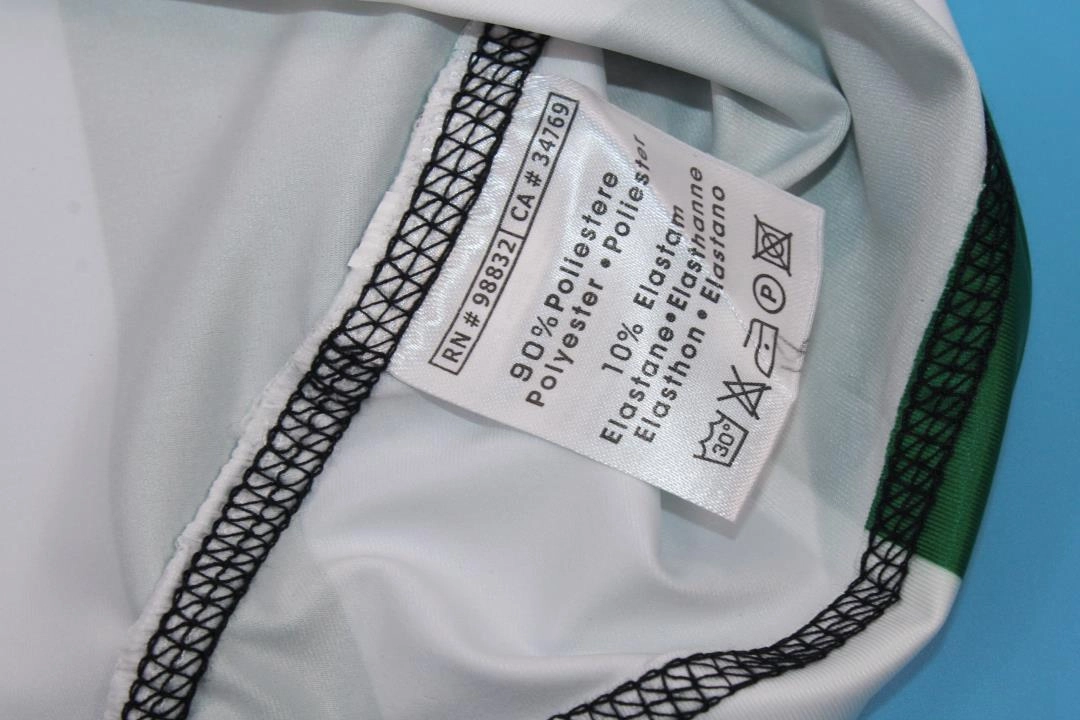 RN # 98832 CA # 34769
90% Poliestere
Polyester • Poliester
10% Elastam
Elastane•Elasthanne
Elasthon • Elastano
P
30°